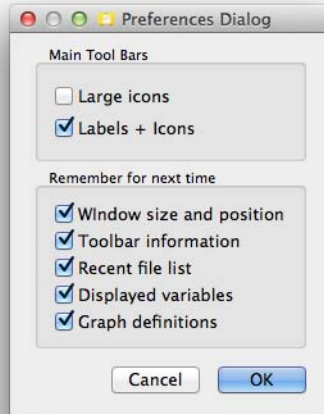 Preferences Dialog
Main Tool Bars
Large icons
Labels + Icons
Remember for next time
WIndow size and position
Toolbar information
Recent file list
Displayed variables
Graph definitions
Cancel OK